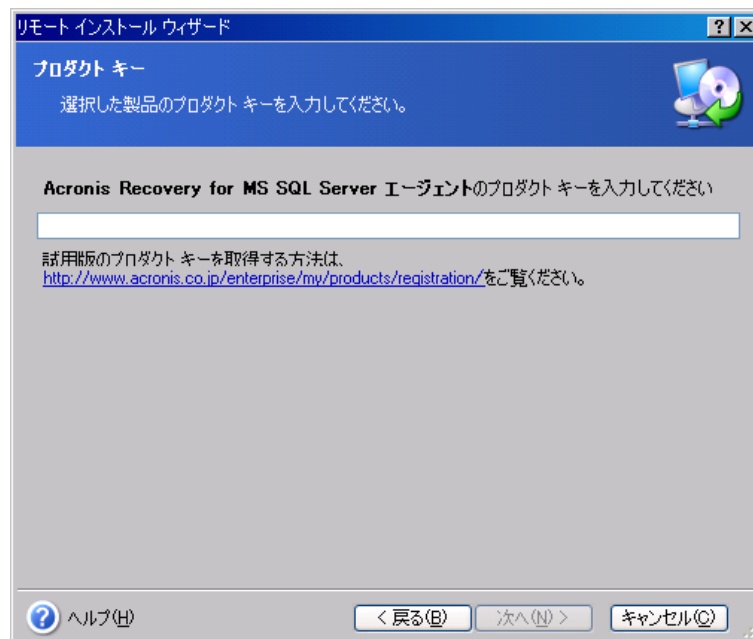 リモート インストール ウィザード
プロダクト キー
選択した製品のプロダクト キーを入力してください。
Acronis Recovery for MS SQL Server エージェントのプロダクト キーを入力してください
試用版のプロダクト キーを取得する方法は、
http://www.acronis.co.jp/enterprise/my/products/registration/をご覧ください。
ヘルプ(H)
< 戻る(B)
次へ(N) >
キャンセル(C)